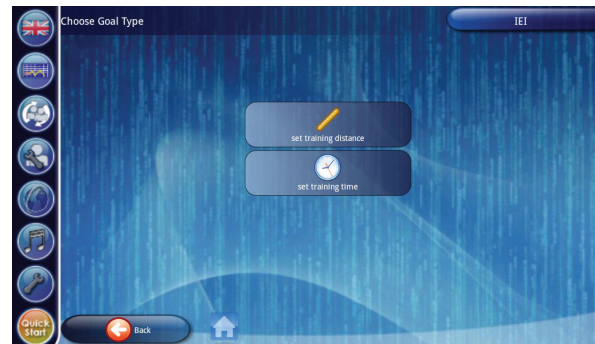 Choose Goal Type
IEI
set training distance
set training time
Quick
Start
Back